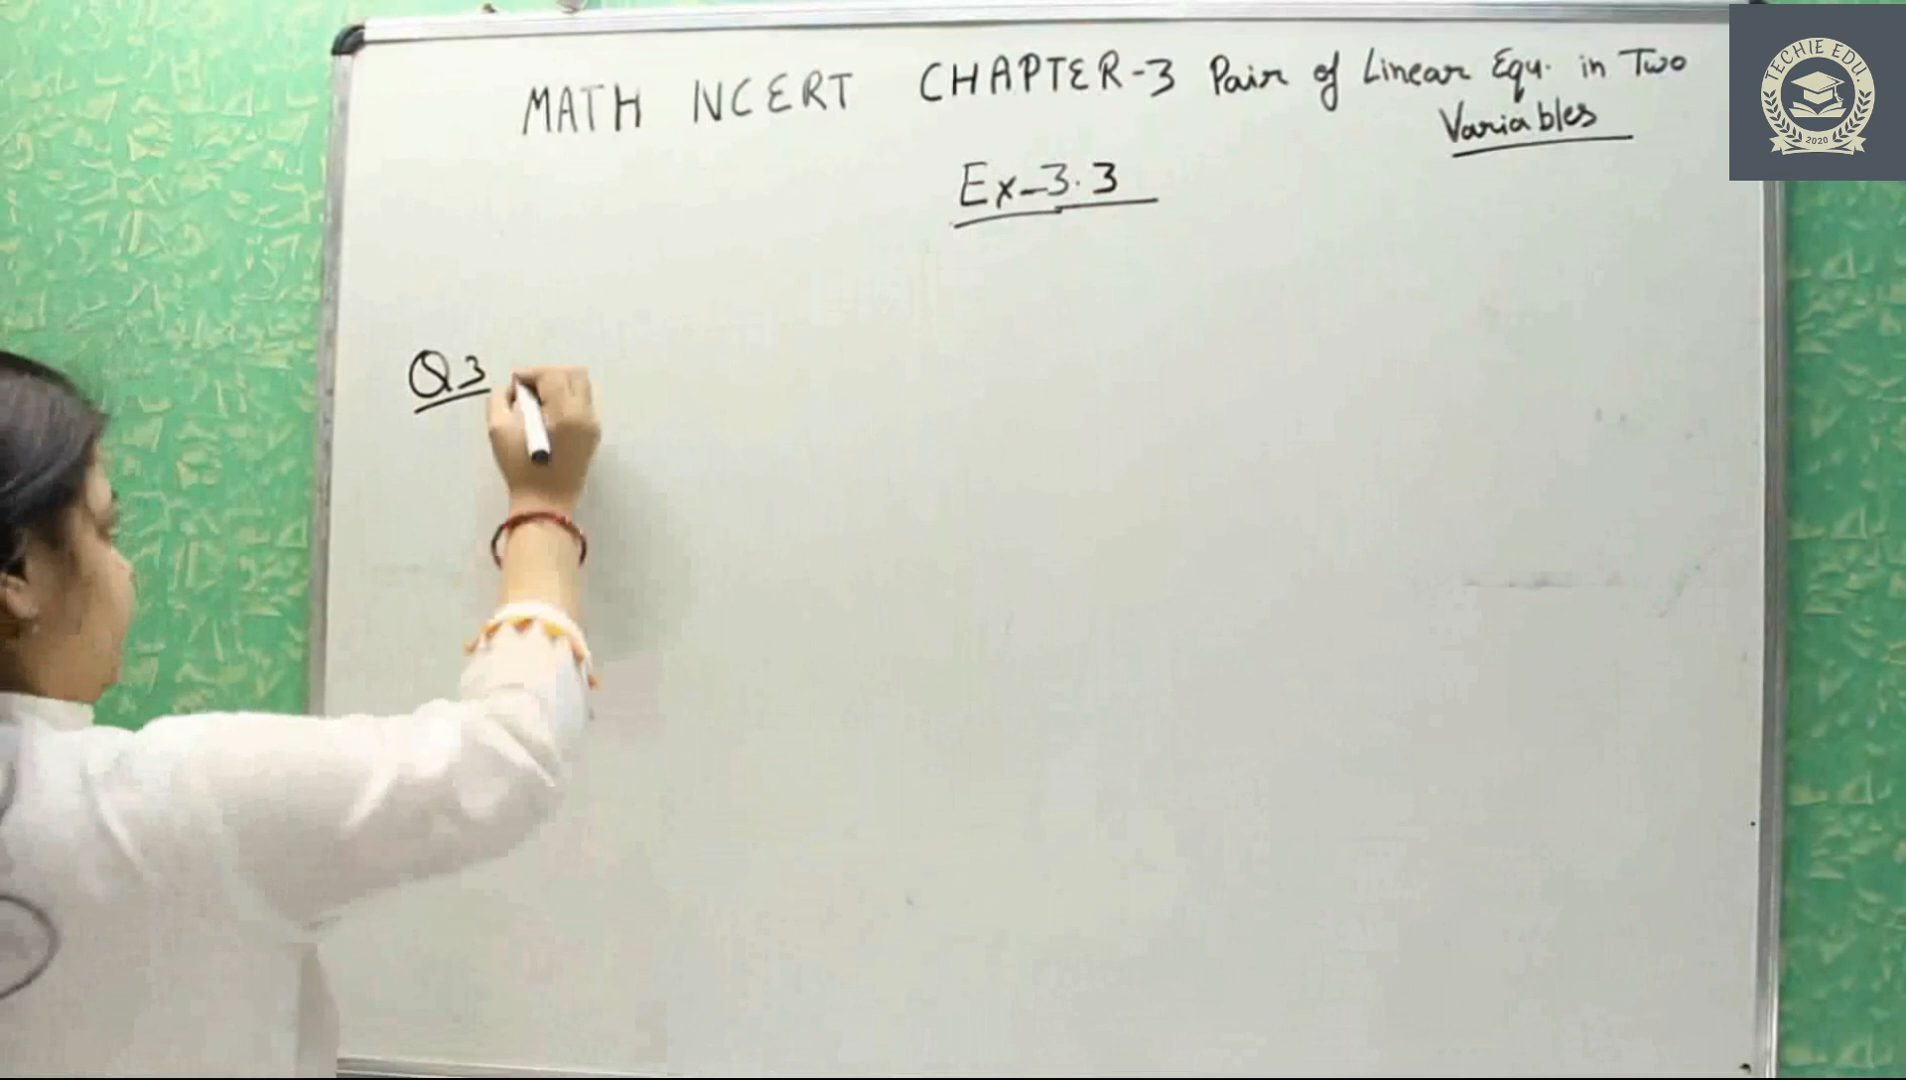 MATH NCERT CHAPTER-3 Pair of Linear Equ. in Two
Variables
Ex-3.3
Q3
TECHIE EDU.
2020